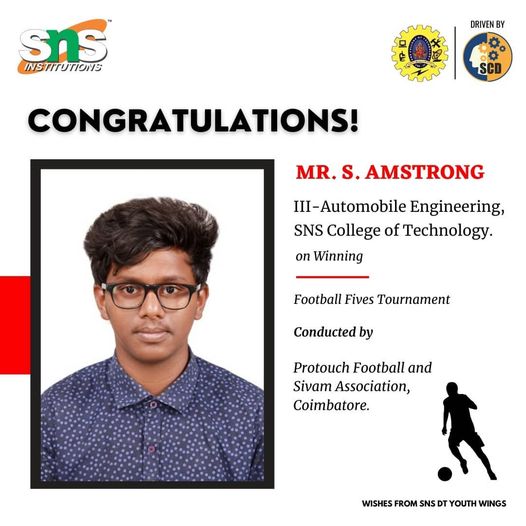 SNS
INSTITUTIONS
DRIVEN BY
SCD
CONGRATULATIONS!
MR. S. AMSTRONG
III-Automobile Engineering,
SNS College of Technology.
on Winning
Football Fives Tournament
Conducted by
Protouch Football and
Sivam Association,
Coimbatore.
WISHES FROM SNS DT YOUTH WINGS